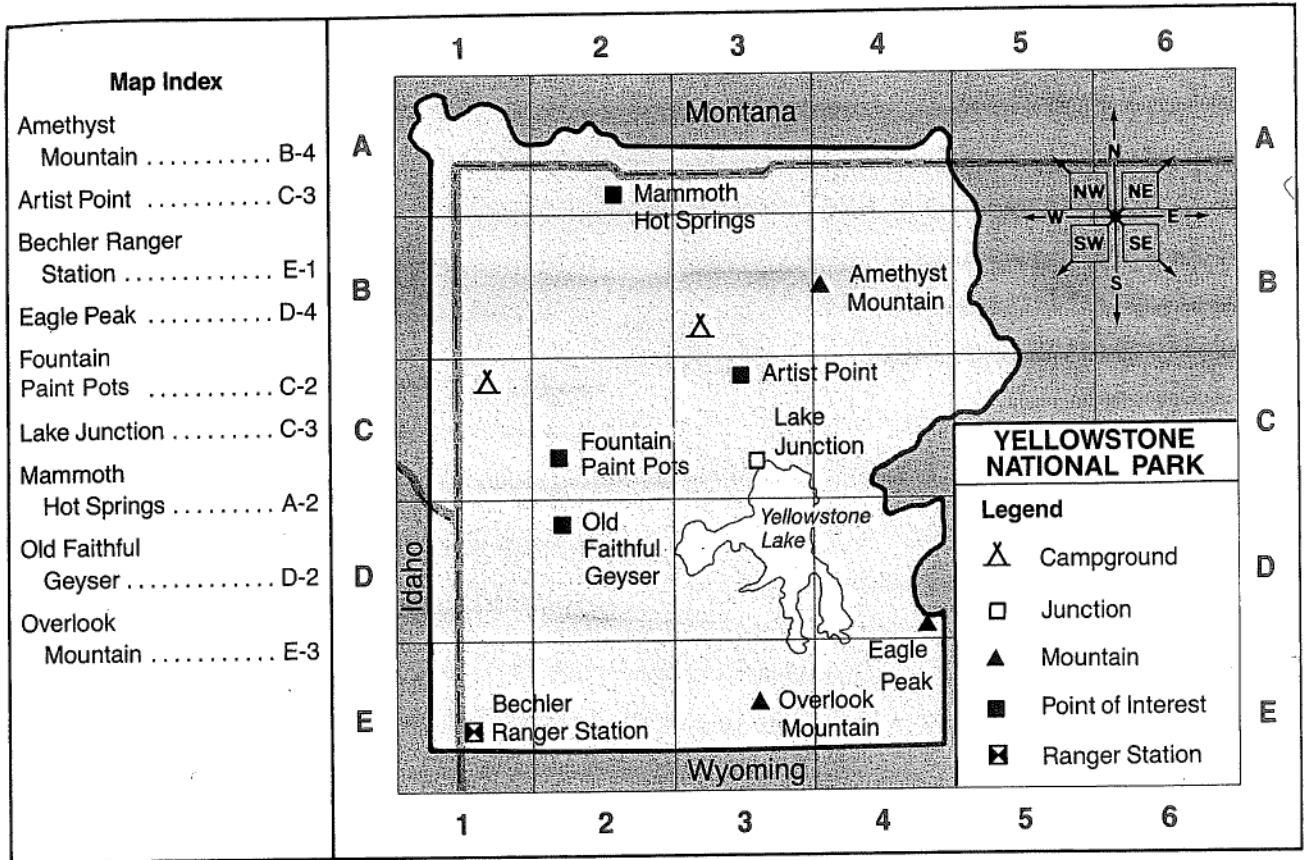 Map Index
Amethyst
Mountain .......... B-4
Artist Point .......... C-3
Bechler Ranger
Station ............. E-1
Eagle Peak .......... D-4
Fountain
Paint Pots .......... C-2
Lake Junction ........ C-3
Mammoth
Hot Springs ......... A-2
Old Faithful
Geyser ............. D-2
Overlook
Mountain ........... E-3
1 2 3 4 5 6
A
B
C
D
E
Montana
Mammoth
Hot Springs
Amethyst
Mountain
Artist Point
Lake
Junction
Fountain
Paint Pots
Old
Faithful
Geyser
Yellowstone
Lake
Idaho
Eagle
Peak
Bechler
Ranger Station
Overlook
Mountain
Wyoming
N
NW NE
W E
SW SE
S
YELLOWSTONE
NATIONAL PARK
Legend
Campground
Junction
Mountain
Point of Interest
Ranger Station
A
B
C
D
E
1 2 3 4 5 6